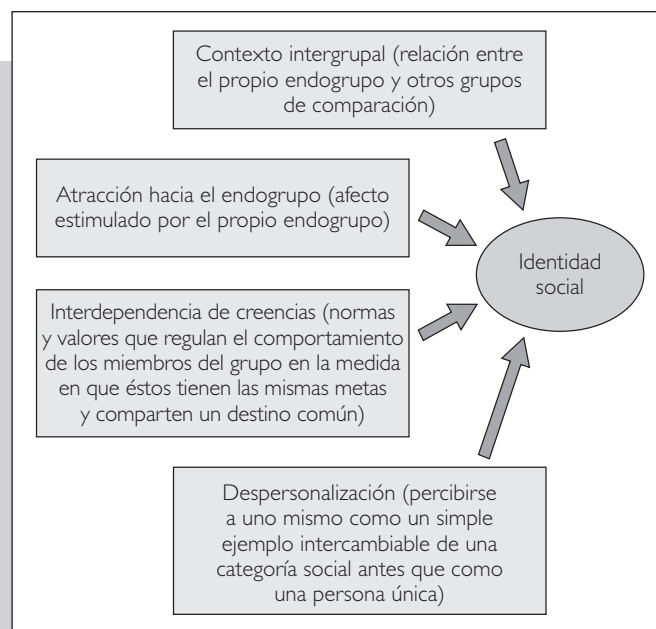 Contexto intergrupal (relación entre
el propio endogrupo y otros grupos
de comparación)
Atracción hacia el endogrupo (afecto
estimulado por el propio endogrupo)
Identidad
social
Interdependencia de creencias (normas
y valores que regulan el comportamiento
de los miembros del grupo en la medida
en que éstos tienen las mismas metas
y comparten un destino común)
Despersonalización (percibirse
a uno mismo como un simple
ejemplo intercambiable de una
categoría social antes que como
una persona única)